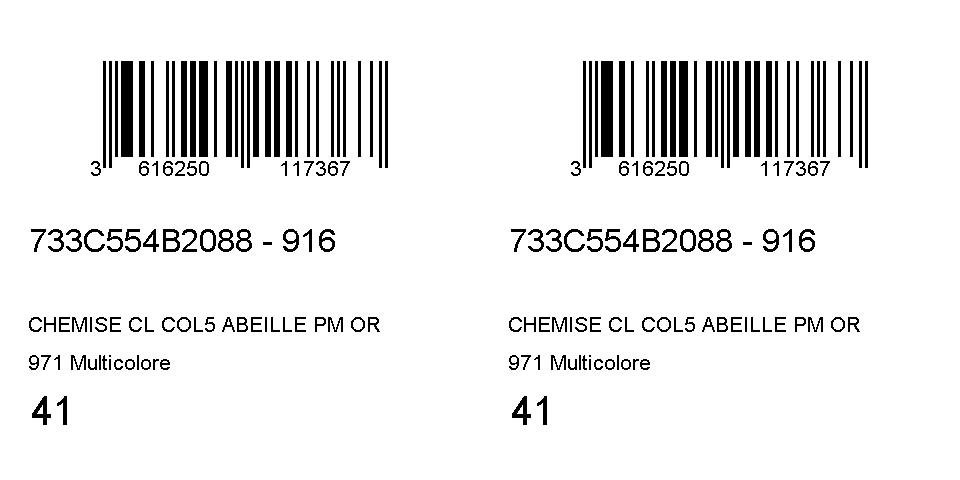 3 616250 117367 3 616250 117367
733C554B2088 - 916 733C554B2088 - 916
CHEMISE CL COL5 ABEILLE PM OR CHEMISE CL COL5 ABEILLE PM OR
971 Multicolore 971 Multicolore
41 41